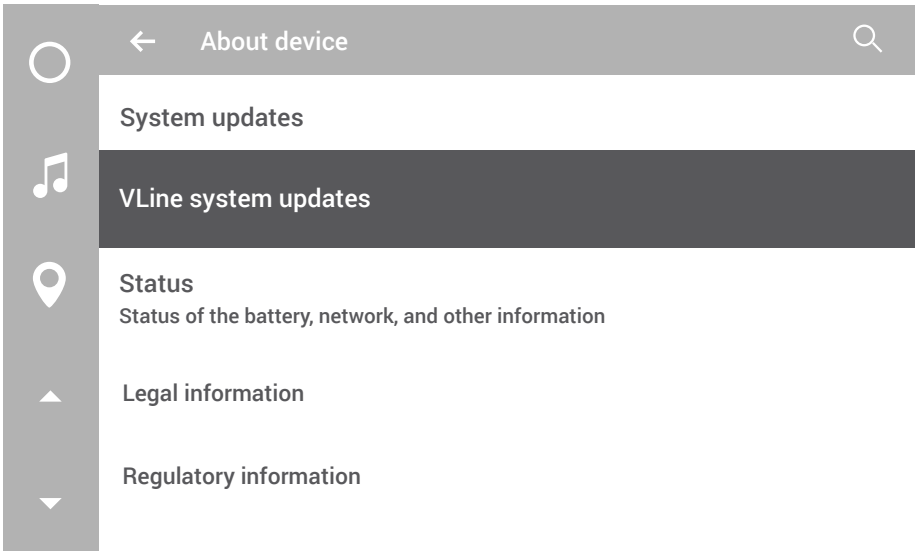 About device
System updates
VLine system updates
Status
Status of the battery, network, and other information
Legal information
Regulatory information